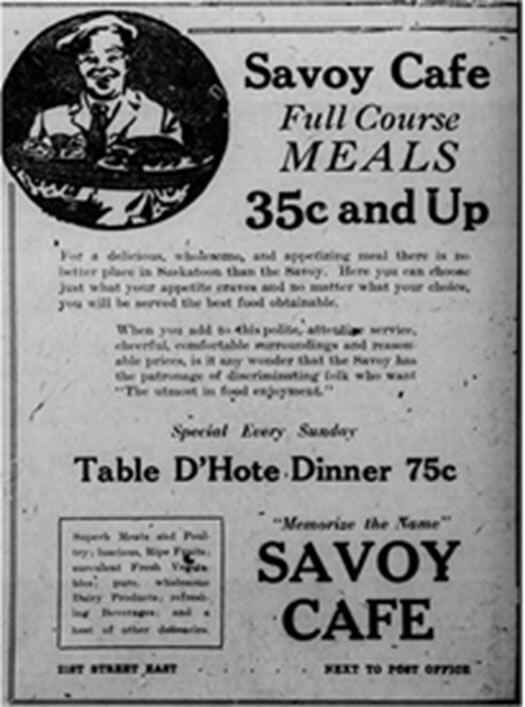 Savoy Cafe
Full Course
MEALS
35c and Up
For a delicious, wholesome, and appetizing meal there is no
better place in Saskatoon than the Savoy. Here you can choose
just what your appetite craves and no matter what your choice,
you will be served the best food obtainable.
When you add to this polite, attentive service,
cheerful, comfortable surroundings and reason-
able prices, is it any wonder that the Savoy has
the patronage of discriminating folk who want
"The utmost in food enjoyment."
Special Every Sunday
Table D'Hote Dinner 75c
Superb Meats and Poul-
try; luscious, Ripe Fruits;
succulent Fresh Vegeta-
bles; pure, wholesome
Dairy Products; refresh-
ing Beverages; and a
host of other delicacies.
"Memorize the Name"
SAVOY
CAFE
21ST STREET EAST
NEXT TO POST OFFICE